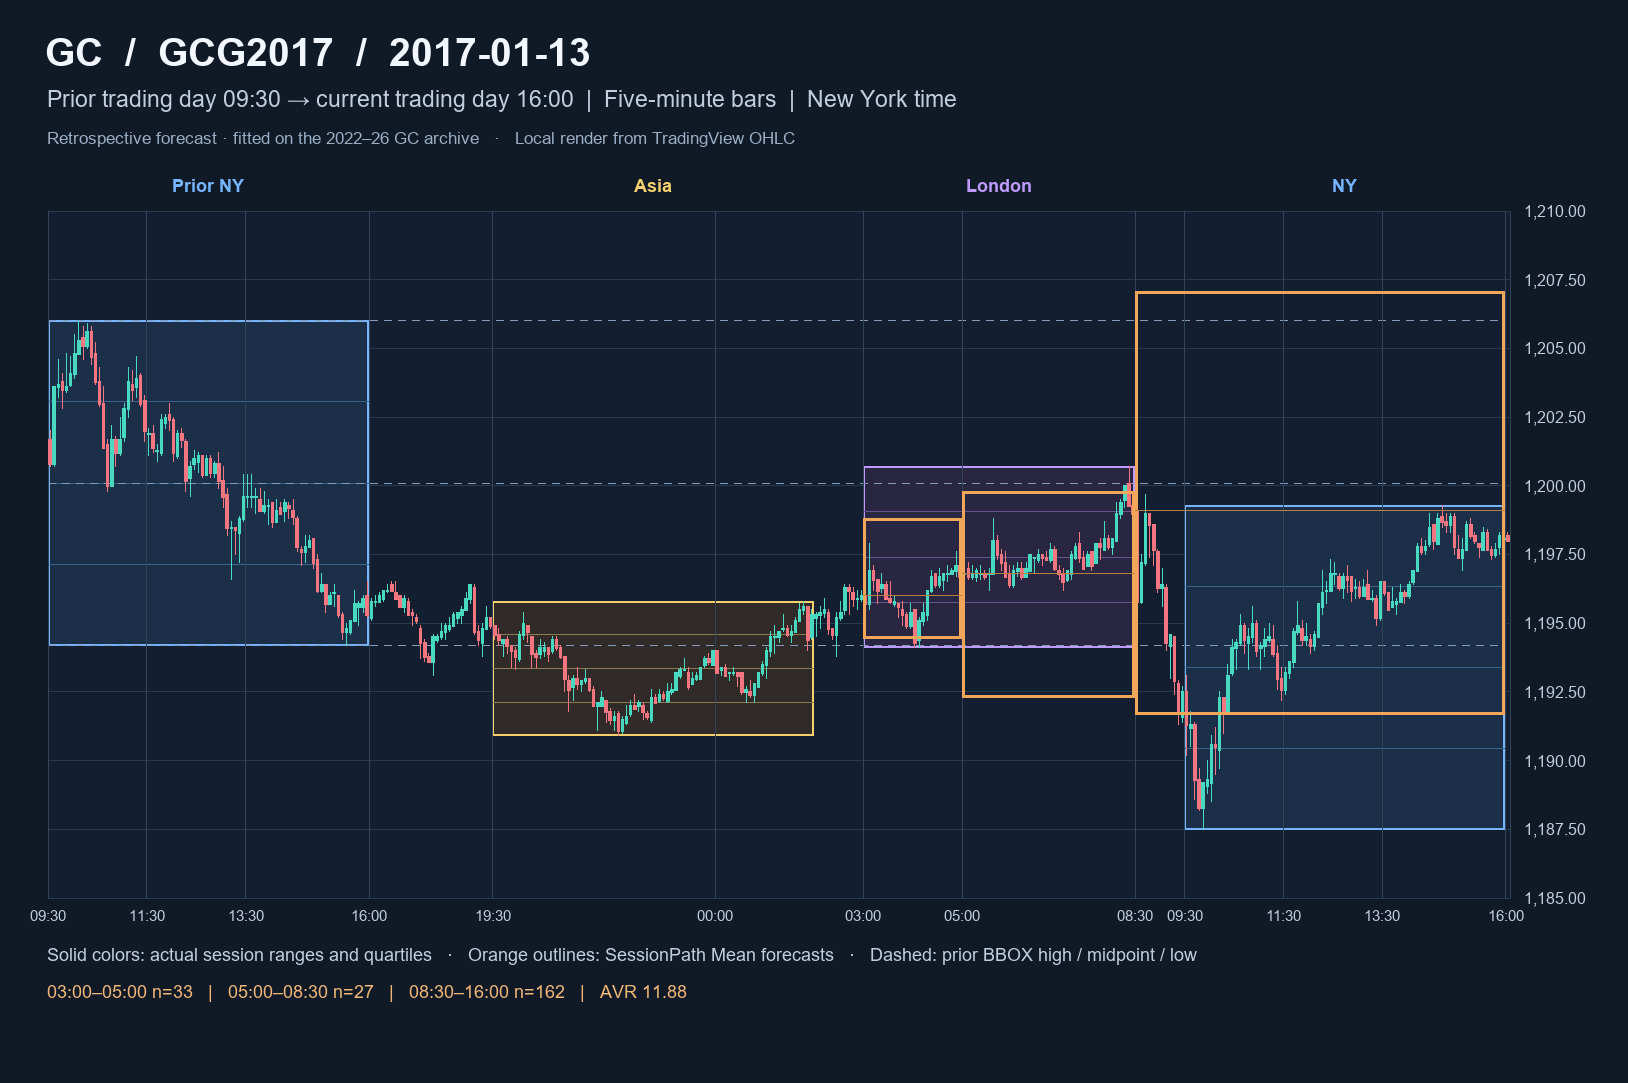 GC / GCG2017 / 2017-01-13
Prior trading day 09:30 → current trading day 16:00 | Five-minute bars | New York time
Retrospective forecast · fitted on the 2022–26 GC archive · Local render from TradingView OHLC
Prior NY Asia London NY
1,210.00
1,207.50
1,205.00
1,202.50
1,200.00
1,197.50
1,195.00
1,192.50
1,190.00
1,187.50
1,185.00
09:30 11:30 13:30 16:00 19:30 00:00 03:00 05:00 08:30 09:30 11:30 13:30 16:00
Solid colors: actual session ranges and quartiles · Orange outlines: SessionPath Mean forecasts · Dashed: prior BBOX high / midpoint / low
03:00–05:00 n=33 | 05:00–08:30 n=27 | 08:30–16:00 n=162 | AVR 11.88